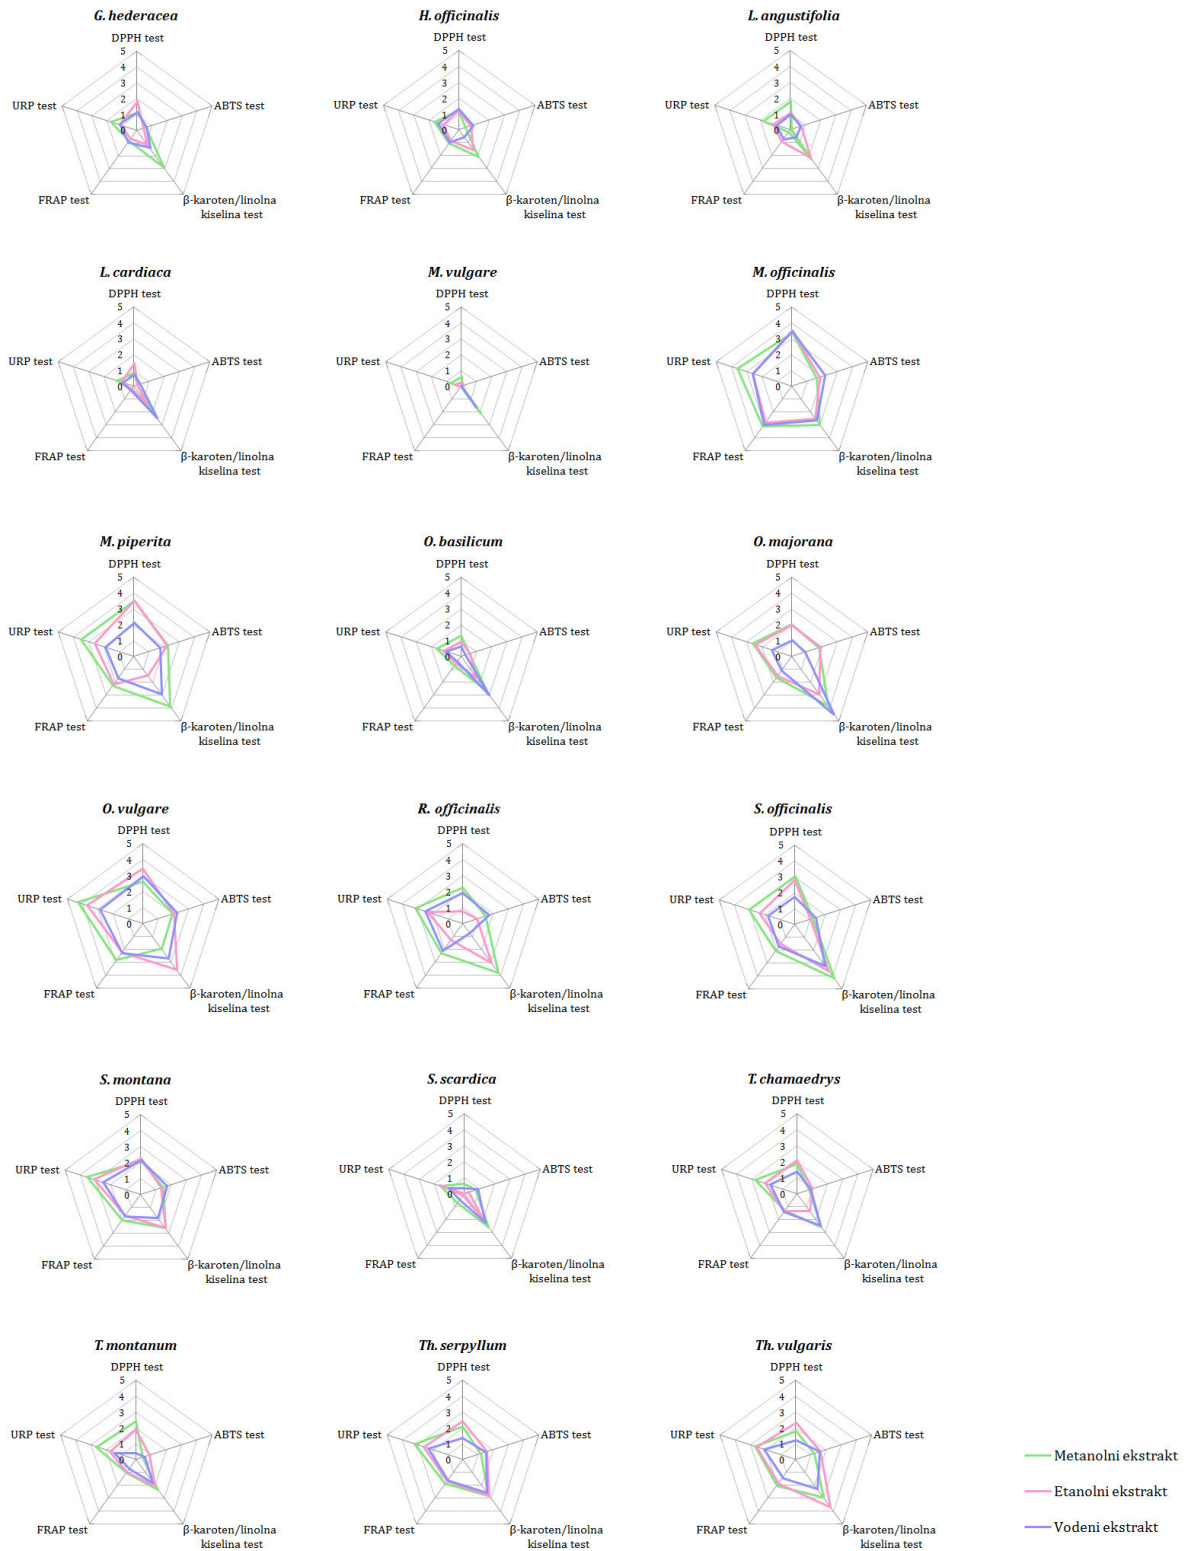 G. hederacea
DPPH test
5
4
3
2
1
0
URP test
ABTS test
FRAP test
β-karoten/linolna
kiselina test
H. officinalis
DPPH test
5
4
3
2
1
0
URP test
ABTS test
FRAP test
β-karoten/linolna
kiselina test
L. angustifolia
DPPH test
5
4
3
2
1
0
URP test
ABTS test
FRAP test
β-karoten/linolna
kiselina test
L. cardiaca
DPPH test
5
4
3
2
1
0
URP test
ABTS test
FRAP test
β-karoten/linolna
kiselina test
M. vulgare
DPPH test
5
4
3
2
1
0
URP test
ABTS test
FRAP test
β-karoten/linolna
kiselina test
M. officinalis
DPPH test
5
4
3
2
1
0
URP test
ABTS test
FRAP test
β-karoten/linolna
kiselina test
M. piperita
DPPH test
5
4
3
2
1
0
URP test
ABTS test
FRAP test
β-karoten/linolna
kiselina test
O. basilicum
DPPH test
5
4
3
2
1
0
URP test
ABTS test
FRAP test
β-karoten/linolna
kiselina test
O. majorana
DPPH test
5
4
3
2
1
0
URP test
ABTS test
FRAP test
β-karoten/linolna
kiselina test
O. vulgare
DPPH test
5
4
3
2
1
0
URP test
ABTS test
FRAP test
β-karoten/linolna
kiselina test
R. officinalis
DPPH test
5
4
3
2
1
0
URP test
ABTS test
FRAP test
β-karoten/linolna
kiselina test
S. officinalis
DPPH test
5
4
3
2
1
0
URP test
ABTS test
FRAP test
β-karoten/linolna
kiselina test
S. montana
DPPH test
5
4
3
2
1
0
URP test
ABTS test
FRAP test
β-karoten/linolna
kiselina test
S. scardica
DPPH test
5
4
3
2
1
0
URP test
ABTS test
FRAP test
β-karoten/linolna
kiselina test
T. chamaedrys
DPPH test
5
4
3
2
1
0
URP test
ABTS test
FRAP test
β-karoten/linolna
kiselina test
T. montanum
DPPH test
5
4
3
2
1
0
URP test
ABTS test
FRAP test
β-karoten/linolna
kiselina test
Th. serpyllum
DPPH test
5
4
3
2
1
0
URP test
ABTS test
FRAP test
β-karoten/linolna
kiselina test
Th. vulgaris
DPPH test
5
4
3
2
1
0
URP test
ABTS test
FRAP test
β-karoten/linolna
kiselina test
Metanolni ekstrakt
Etanolni ekstrakt
Vodeni ekstrakt